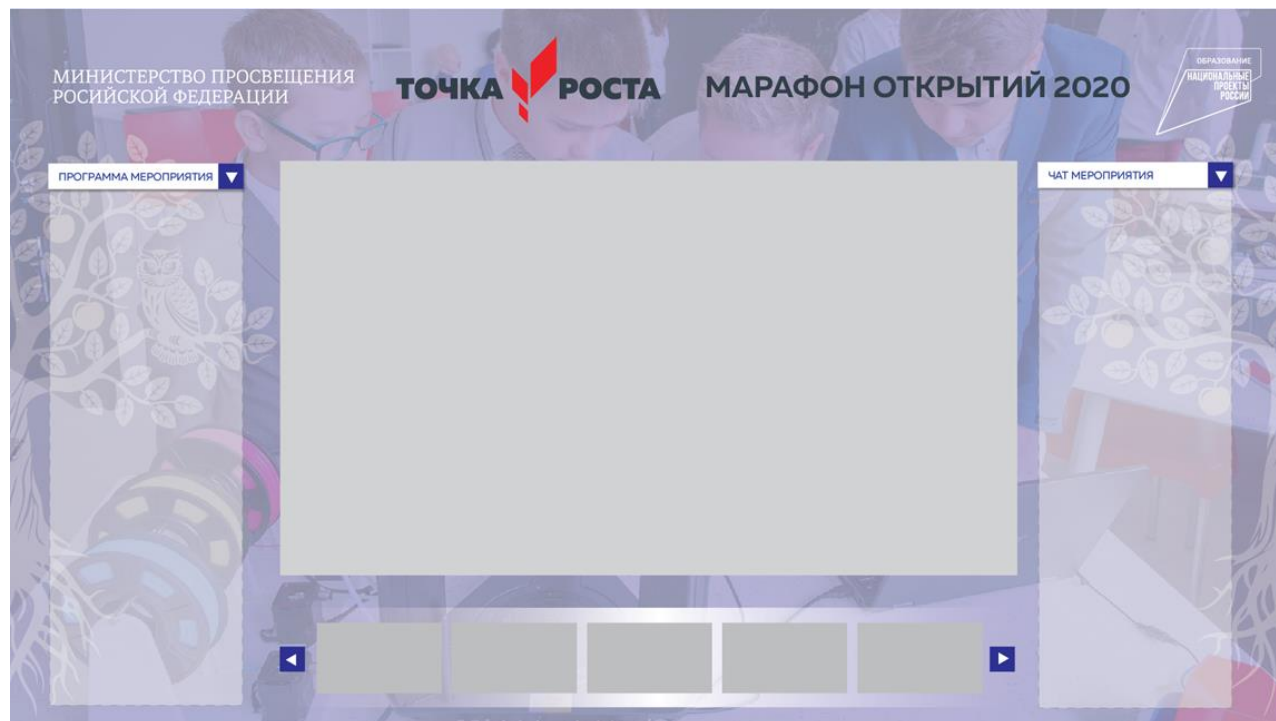 МИНИСТЕРСТВО ПРОСВЕЩЕНИЯ
РОСИЙСКОЙ ФЕДЕРАЦИИ
ТОЧКА РОСТА
МАРАФОН ОТКРЫТИЙ 2020
ОБРАЗОВАНИЕ
НАЦИОНАЛЬНЫЕ
ПРОЕКТЫ
РОССИИ
ПРОГРАММА МЕРОПРИЯТИЯ
ЧАТ МЕРОПРИЯТИЯ